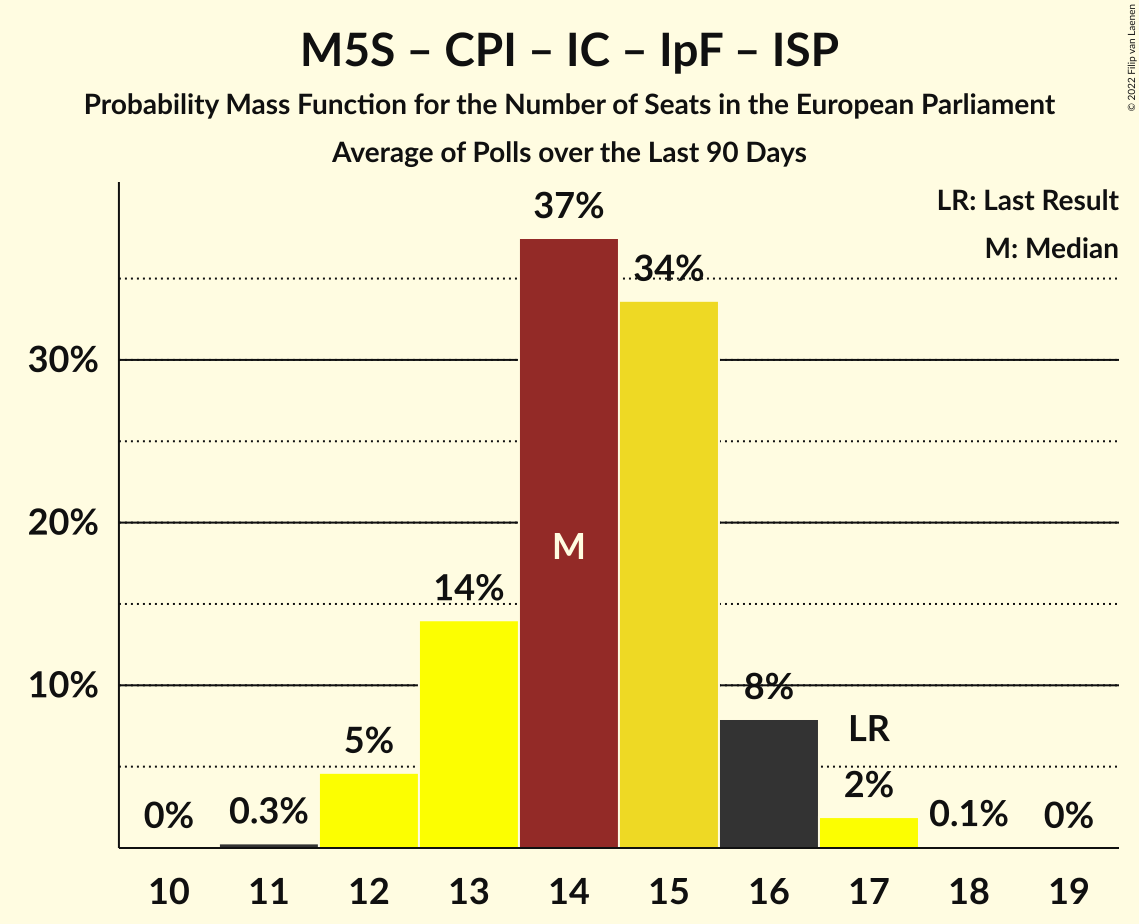 M5S – CPI – IC – IpF – ISP
Probability Mass Function for the Number of Seats in the European Parliament
Average of Polls over the Last 90 Days
© 2022 Filip van Laenen
LR: Last Result
M: Median
37%
34%
30%
20%
M
14%
10%
8%
LR
5%
2%
0%
0.3%
0.1%
0%
10 11 12 13 14 15 16 17 18 19